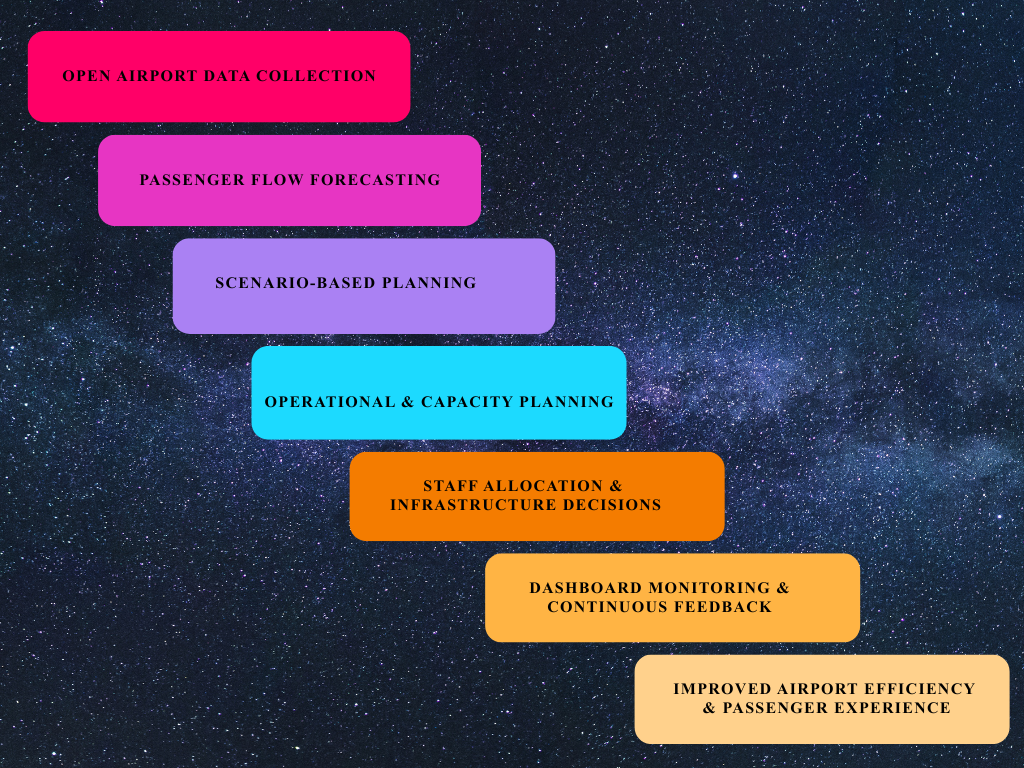 OPEN AIRPORT DATA COLLECTION
PASSENGER FLOW FORECASTING
SCENARIO-BASED PLANNING
OPERATIONAL & CAPACITY PLANNING
STAFF ALLOCATION &
INFRASTRUCTURE DECISIONS
DASHBOARD MONITORING &
CONTINUOUS FEEDBACK
IMPROVED AIRPORT EFFICIENCY
& PASSENGER EXPERIENCE